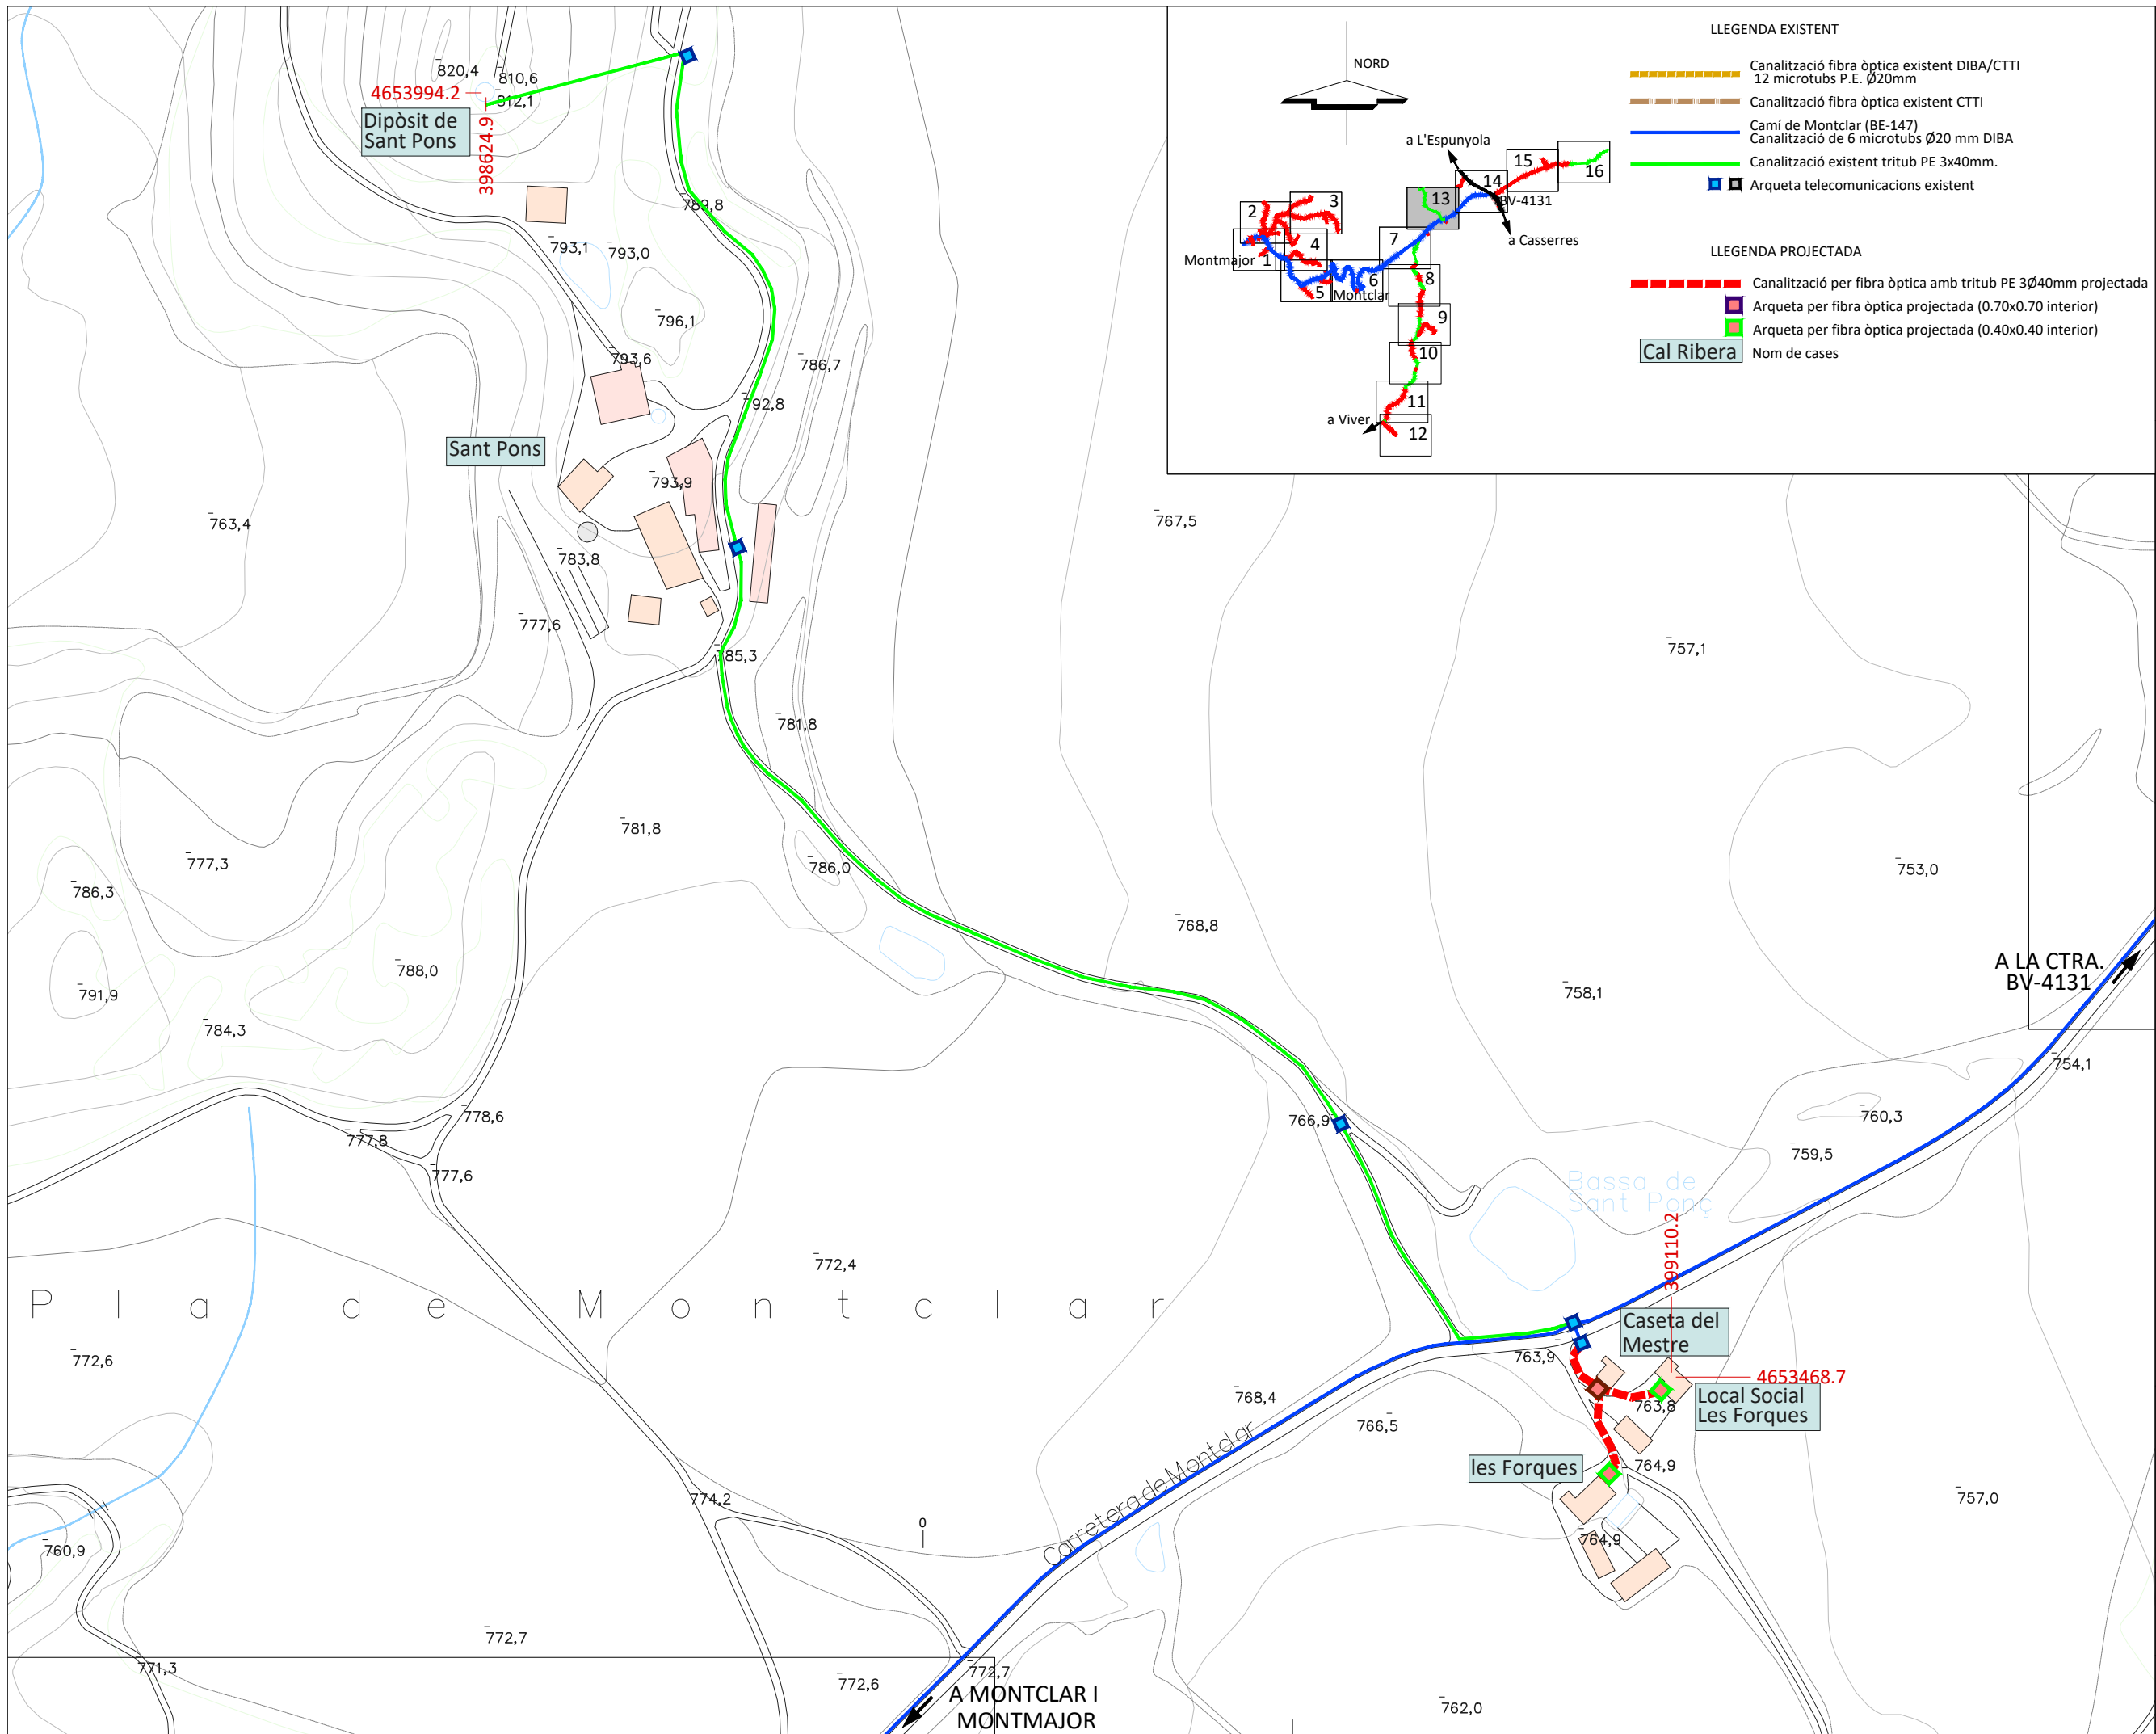 LLEGENDA EXISTENT
Canalització fibra òptica existent DIBA/CTTI
12 microtubs P.E. Ø20mm
Canalització fibra òptica existent CTTI
Camí de Montclar (BE-147)
Canalització de 6 microtubs Ø20 mm DIBA
Canalització existent tritub PE 3x40mm.
Arqueta telecomunicacions existent
LLEGENDA PROJECTADA
Canalització per fibra òptica amb tritub PE 3Ø40mm projectada
Arqueta per fibra òptica projectada (0.70x0.70 interior)
Arqueta per fibra òptica projectada (0.40x0.40 interior)
Cal Ribera
Nom de cases
NORD
a L'Espunyola
15
16
14
13
BV-4131
a Casserres
3
2
4
7
Montmajor
1
6
8
5
Montclar
9
10
11
a Viver
12
820,4
810,6
4653994.2
812,1
Dipòsit de
Sant Pons
398624.9
789,8
793,1
793,0
796,1
793,6
786,7
792,8
Sant Pons
793,9
763,4
767,5
783,8
777,6
757,1
785,3
781,8
781,8
777,3
786,0
753,0
786,3
768,8
788,0
A LA CTRA.
BV-4131
791,9
758,1
784,3
754,1
778,6
760,3
766,9
777,8
759,5
777,6
Bassa de
Sant Ponç
399110.2
772,4
Pla de Montclar
Caseta del
Mestre
763,9
772,6
4653468.7
768,4
763,8
Local Social
Les Forques
766,5
Carretera de Montclar
les Forques
764,9
774,2
757,0
0
764,9
760,9
772,7
771,3
772,7
772,6
A MONTCLAR I
MONTMAJOR
762,0